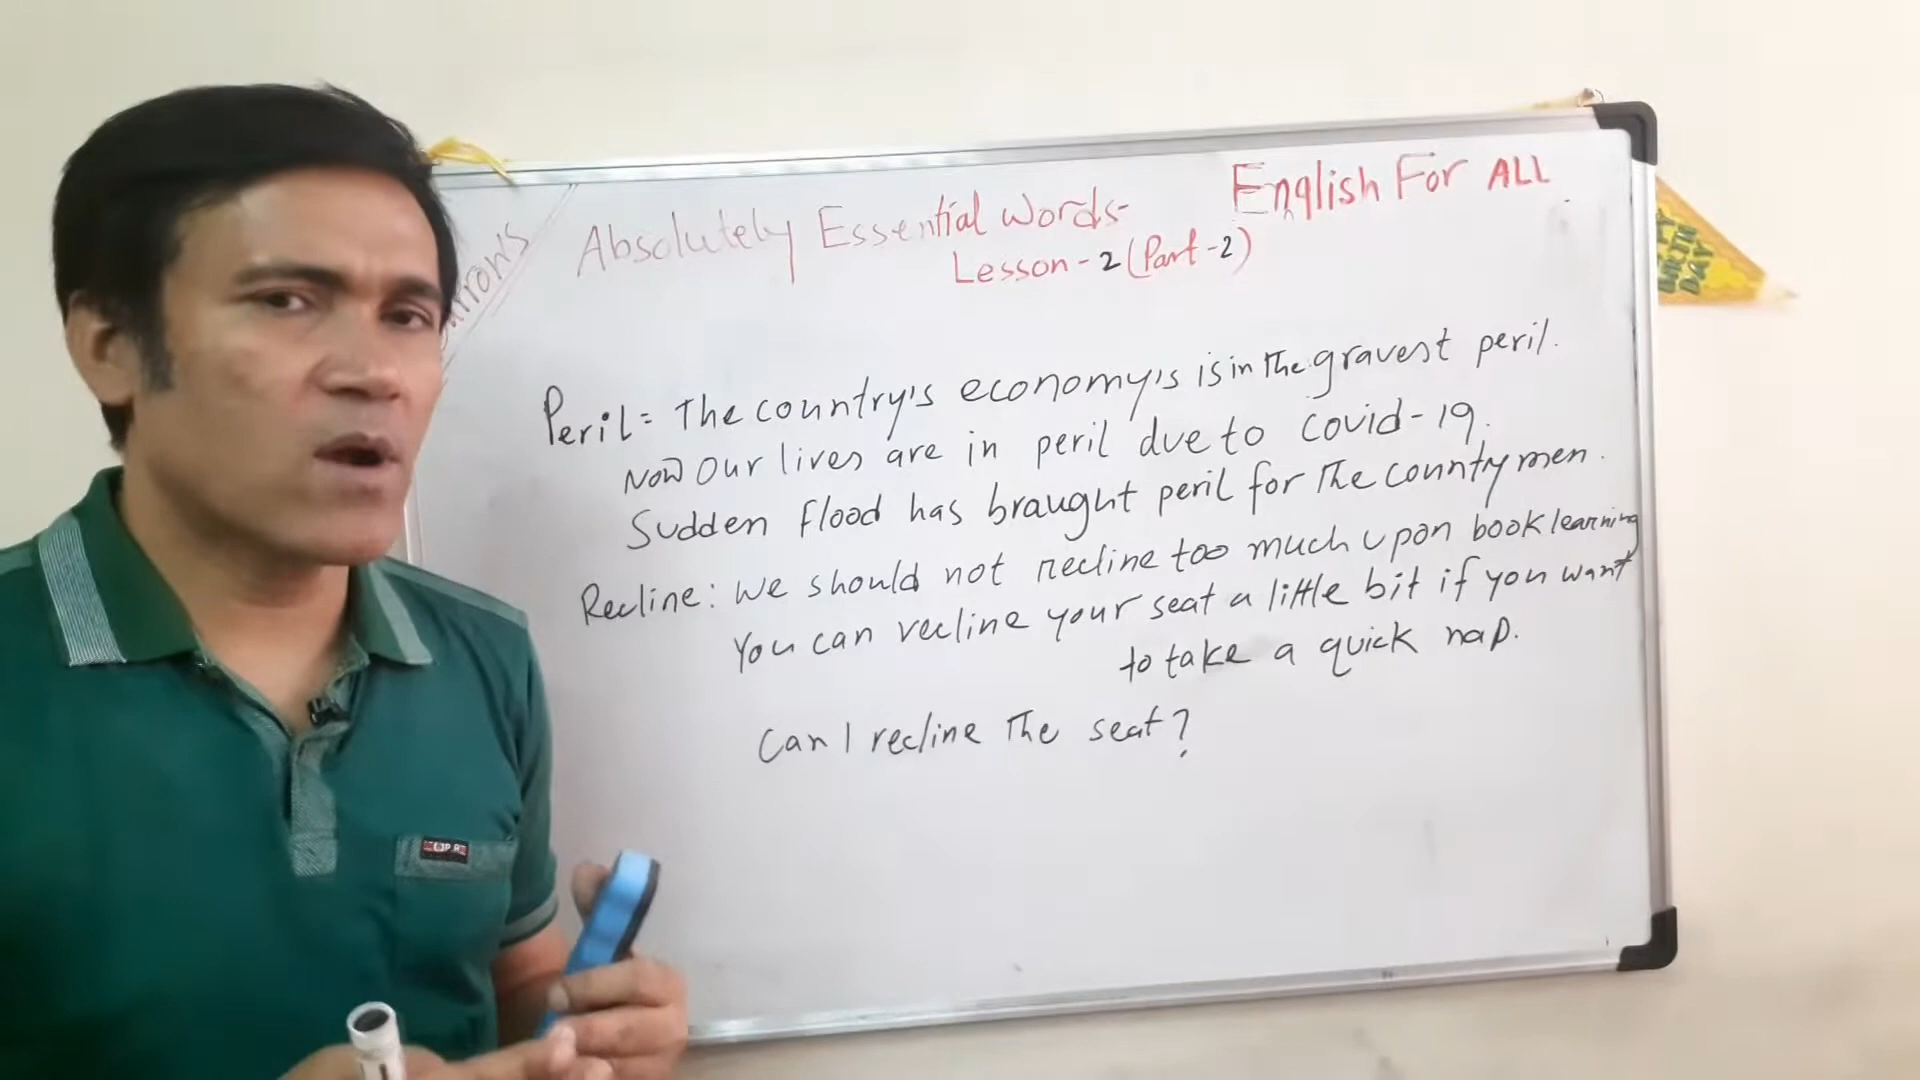 English For ALL
Absolutely Essential Words-
Lesson-2 (Part-2)
Peril= The country's economy's is in the gravest peril.
Now Our lives are in peril due to covid-19.
Sudden flood has braught peril for the country men.
Recline: we should not recline too much upon book learning
You can recline your seat a little bit if you want
to take a quick nap.
Can I recline the seat?